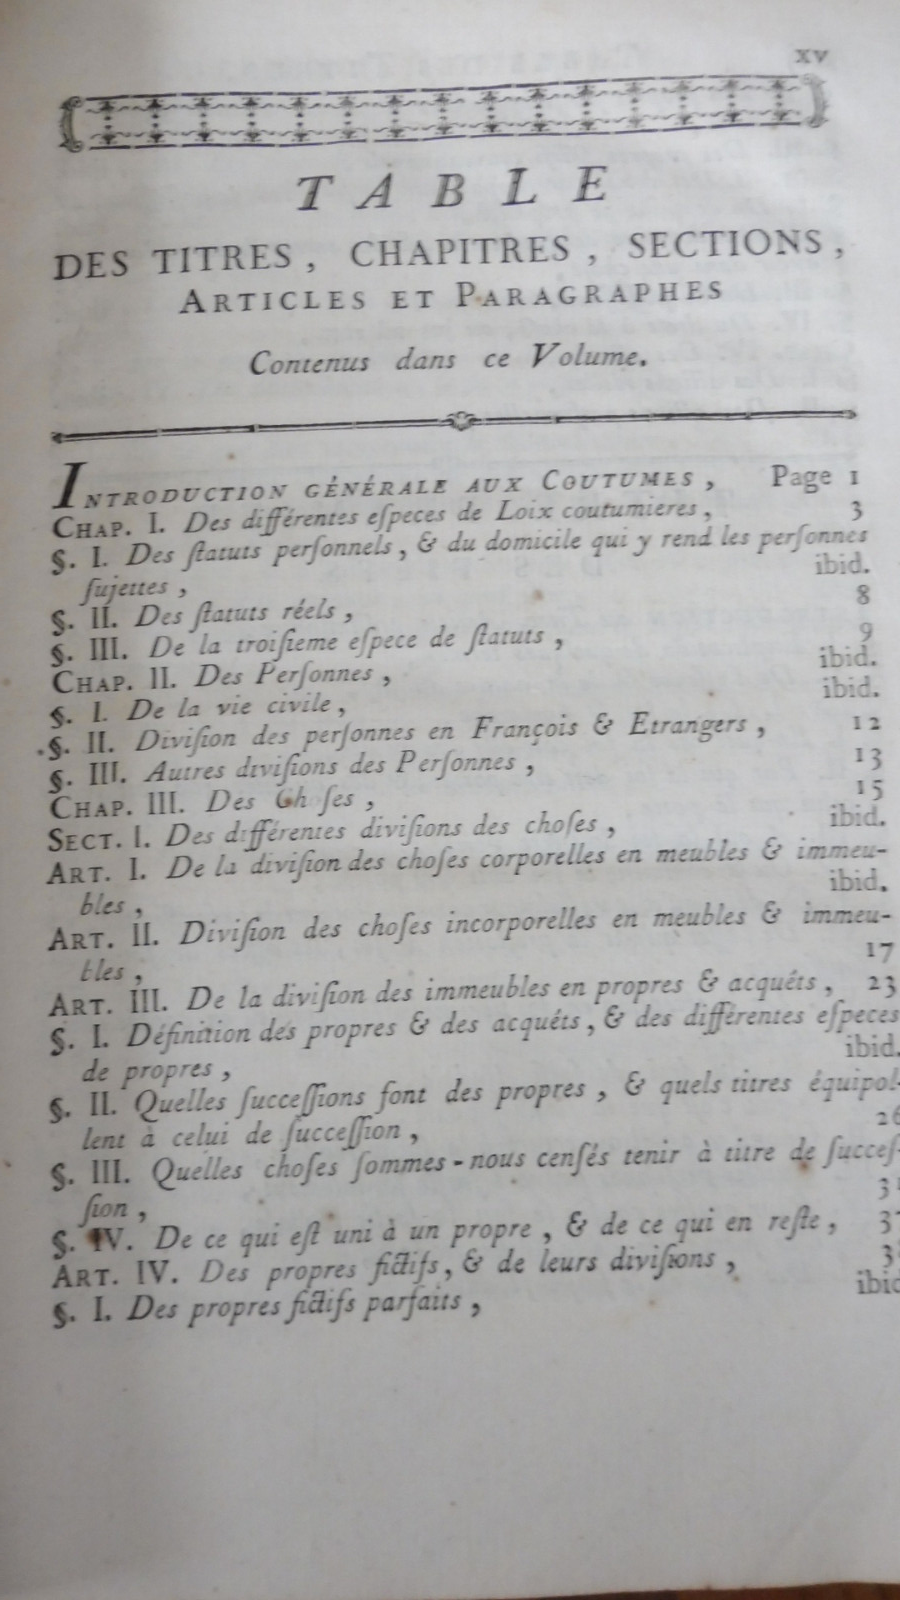 xv
TABLE
DES TITRES, CHAPITRES, SECTIONS,
ARTICLES ET PARAGRAPHES
Contenus dans ce Volume.
INTRODUCTION GÉNÉRALE AUX COUTUMES, Page 1
CHAP. I. Des différentes eſpeces de Loix coutumieres, 3
§. I. Des ſtatuts perſonnels, & du domicile qui y rend les perſonnes
ſujettes, ibid.
§. II. Des ſtatuts réels, 8
§. III. De la troiſieme eſpece de ſtatuts, 9
CHAP. II. Des Perſonnes, ibid.
§. I. De la vie civile, ibid.
§. II. Diviſion des perſonnes en François & Etrangers, 12
§. III. Autres diviſions des Perſonnes, 13
CHAP. III. Des Choſes, 15
SECT. I. Des différentes diviſions des choſes, ibid.
ART. I. De la diviſion des choſes corporelles en meubles & immeu-
bles, ibid.
ART. II. Diviſion des choſes incorporelles en meubles & immeu-
bles, 17
ART. III. De la diviſion des immeubles en propres & acquêts, 23
§. I. Définition des propres & des acquêts, & des différentes eſpeces
de propres, ibid.
§. II. Quelles ſucceſſions font des propres, & quels titres équipol-
lent à celui de ſucceſſion, 26
§. III. Quelles choſes ſommes-nous cenſés tenir à titre de ſucceſ-
ſion, 3
§. IV. De ce qui eſt uni à un propre, & de ce qui en reſte, 37
ART. IV. Des propres fictifs, & de leurs diviſions, 3
§. I. Des propres fictifs parfaits, ibid